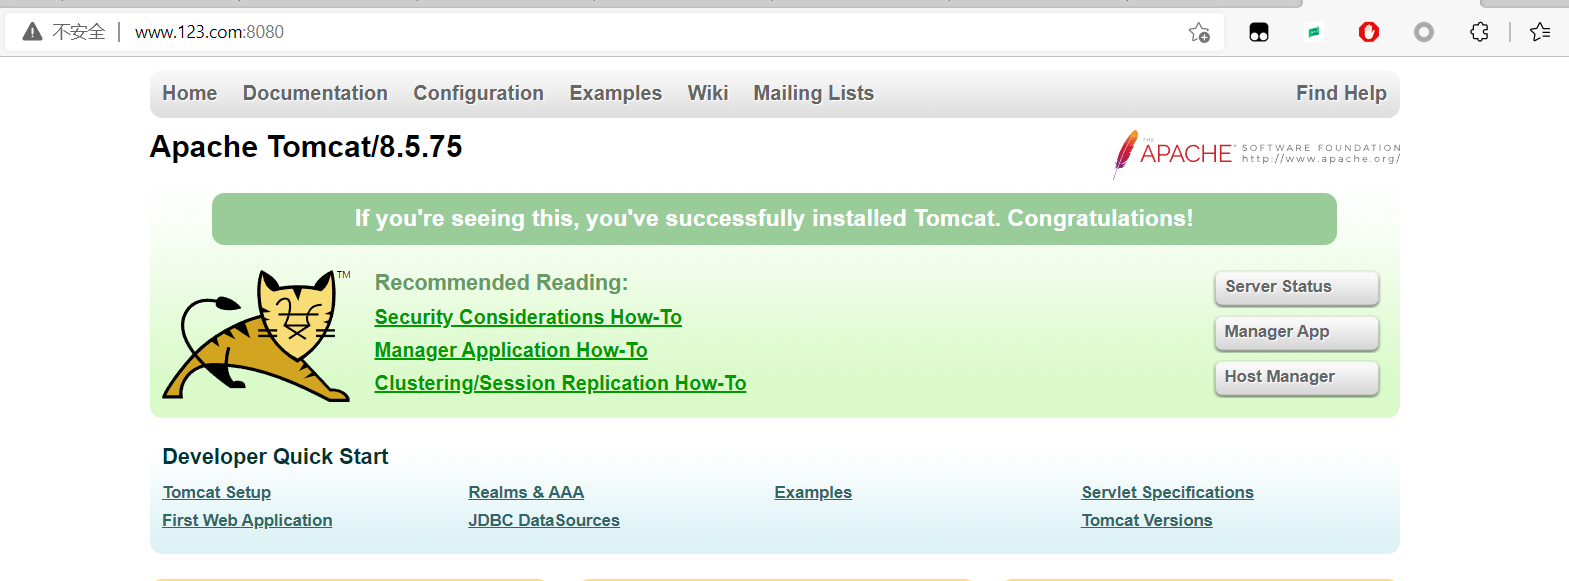 不安全 | www.123.com:8080
Home Documentation Configuration Examples Wiki Mailing Lists Find Help
Apache Tomcat/8.5.75
THE APACHE® SOFTWARE FOUNDATION
http://www.apache.org/
If you're seeing this, you've successfully installed Tomcat. Congratulations!
TM
Recommended Reading:
Security Considerations How-To
Manager Application How-To
Clustering/Session Replication How-To
Server Status
Manager App
Host Manager
Developer Quick Start
Tomcat Setup
First Web Application
Realms & AAA
JDBC DataSources
Examples
Servlet Specifications
Tomcat Versions